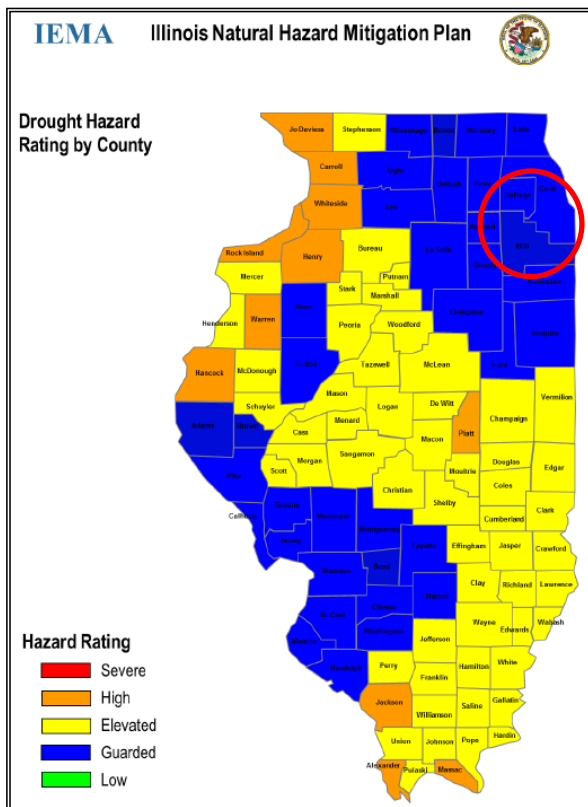 IEMA Illinois Natural Hazard Mitigation Plan
Drought Hazard
Rating by County
Jo Daviess
Stephenson
Winnebago
Boone
McHenry
Lake
Carroll
Ogle
DeKalb
Kane
DuPage
Cook
Whiteside
Lee
Kendall
Will
Rock Island
Henry
Bureau
La Salle
Grundy
Kankakee
Mercer
Putnam
Stark
Marshall
Knox
Livingston
Iroquois
Henderson
Warren
Peoria
Woodford
Ford
Hancock
McDonough
Fulton
Tazewell
McLean
Mason
Vermilion
Schuyler
Logan
De Witt
Champaign
Adams
Brown
Cass
Menard
Macon
Piatt
Morgan
Sangamon
Douglas
Edgar
Pike
Scott
Christian
Moultrie
Coles
Shelby
Calhoun
Greene
Macoupin
Montgomery
Cumberland
Clark
Jersey
Fayette
Effingham
Jasper
Crawford
Madison
Bond
Clay
Richland
Lawrence
St. Clair
Clinton
Marion
Wayne
Edwards
Wabash
Monroe
Washington
Jefferson
Randolph
Perry
Hamilton
White
Franklin
Jackson
Williamson
Saline
Gallatin
Union
Johnson
Pope
Hardin
Alexander
Pulaski
Massac
Hazard Rating
Severe
High
Elevated
Guarded
Low